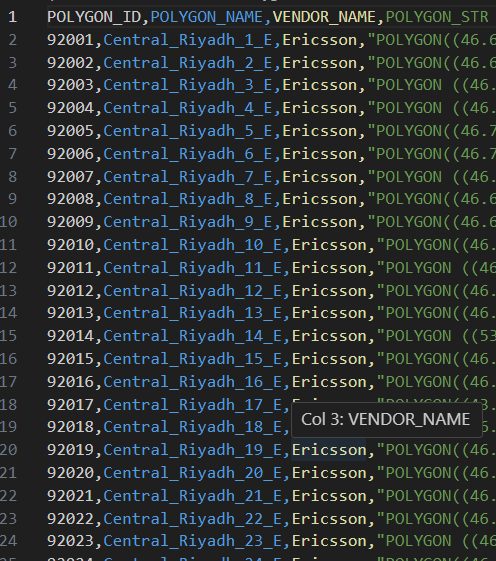 1 POLYGON_ID,POLYGON_NAME,VENDOR_NAME,POLYGON_STR
2 92001,Central_Riyadh_1_E,Ericsson,"POLYGON((46.6
3 92002,Central_Riyadh_2_E,Ericsson,"POLYGON((46.6
4 92003,Central_Riyadh_3_E,Ericsson,"POLYGON ((46.
5 92004,Central_Riyadh_4_E,Ericsson,"POLYGON ((46.
6 92005,Central_Riyadh_5_E,Ericsson,"POLYGON((46.7
7 92006,Central_Riyadh_6_E,Ericsson,"POLYGON((46.7
8 92007,Central_Riyadh_7_E,Ericsson,"POLYGON ((46.
9 92008,Central_Riyadh_8_E,Ericsson,"POLYGON((46.6
10 92009,Central_Riyadh_9_E,Ericsson,"POLYGON((46.6
11 92010,Central_Riyadh_10_E,Ericsson,"POLYGON((46.
12 92011,Central_Riyadh_11_E,Ericsson,"POLYGON ((46
13 92012,Central_Riyadh_12_E,Ericsson,"POLYGON((46.
14 92013,Central_Riyadh_13_E,Ericsson,"POLYGON((46.
15 92014,Central_Riyadh_14_E,Ericsson,"POLYGON ((53
16 92015,Central_Riyadh_15_E,Ericsson,"POLYGON((46.
17 92016,Central_Riyadh_16_E,Ericsson,"POLYGON((46.
18 92017,Central_Riyadh_17_E,
19 92018,Central_Riyadh_18_E,
Col 3: VENDOR_NAME
20 92019,Central_Riyadh_19_E,Ericsson,"POLYGON((46.
21 92020,Central_Riyadh_20_E,Ericsson,"POLYGON((46.
22 92021,Central_Riyadh_21_E,Ericsson,"POLYGON((46.
23 92022,Central_Riyadh_22_E,Ericsson,"POLYGON((46.
24 92023,Central_Riyadh_23_E,Ericsson,"POLYGON ((46